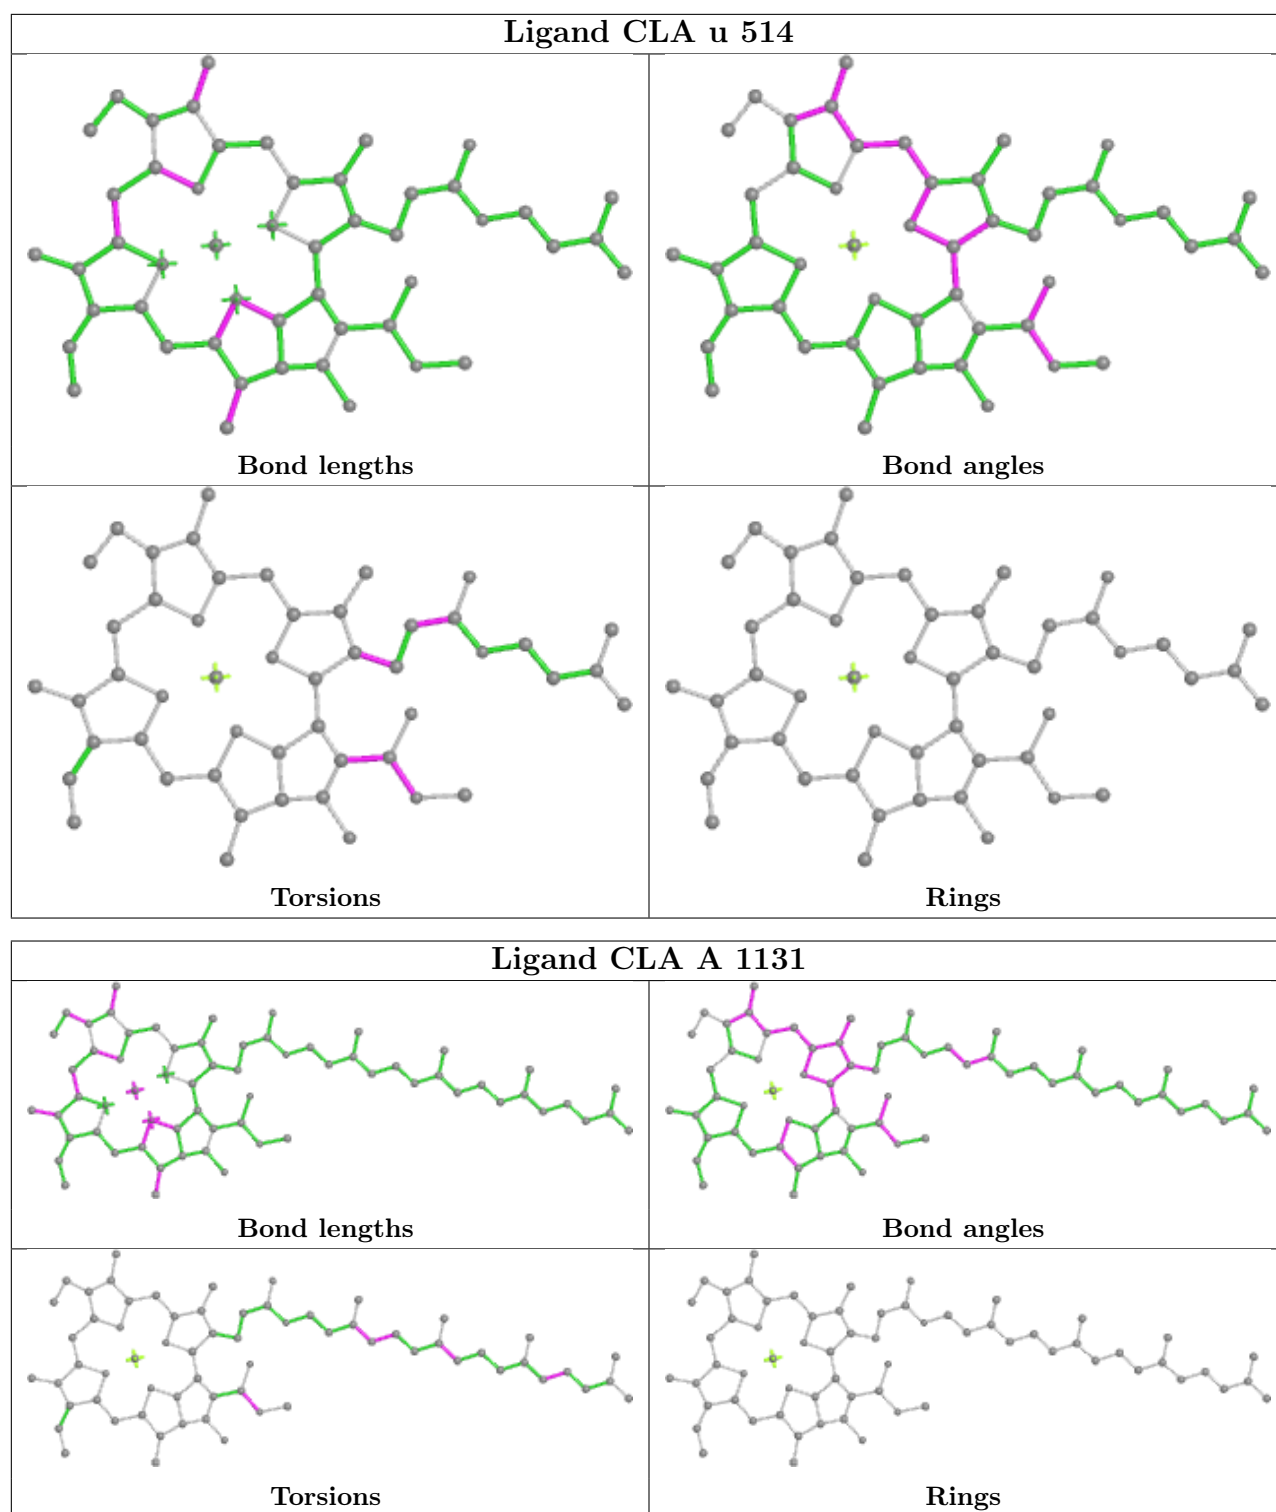 Ligand CLA u 514
Bond lengths
Bond angles
Torsions
Rings
Ligand CLA A 1131
Bond lengths
Bond angles
Torsions
Rings